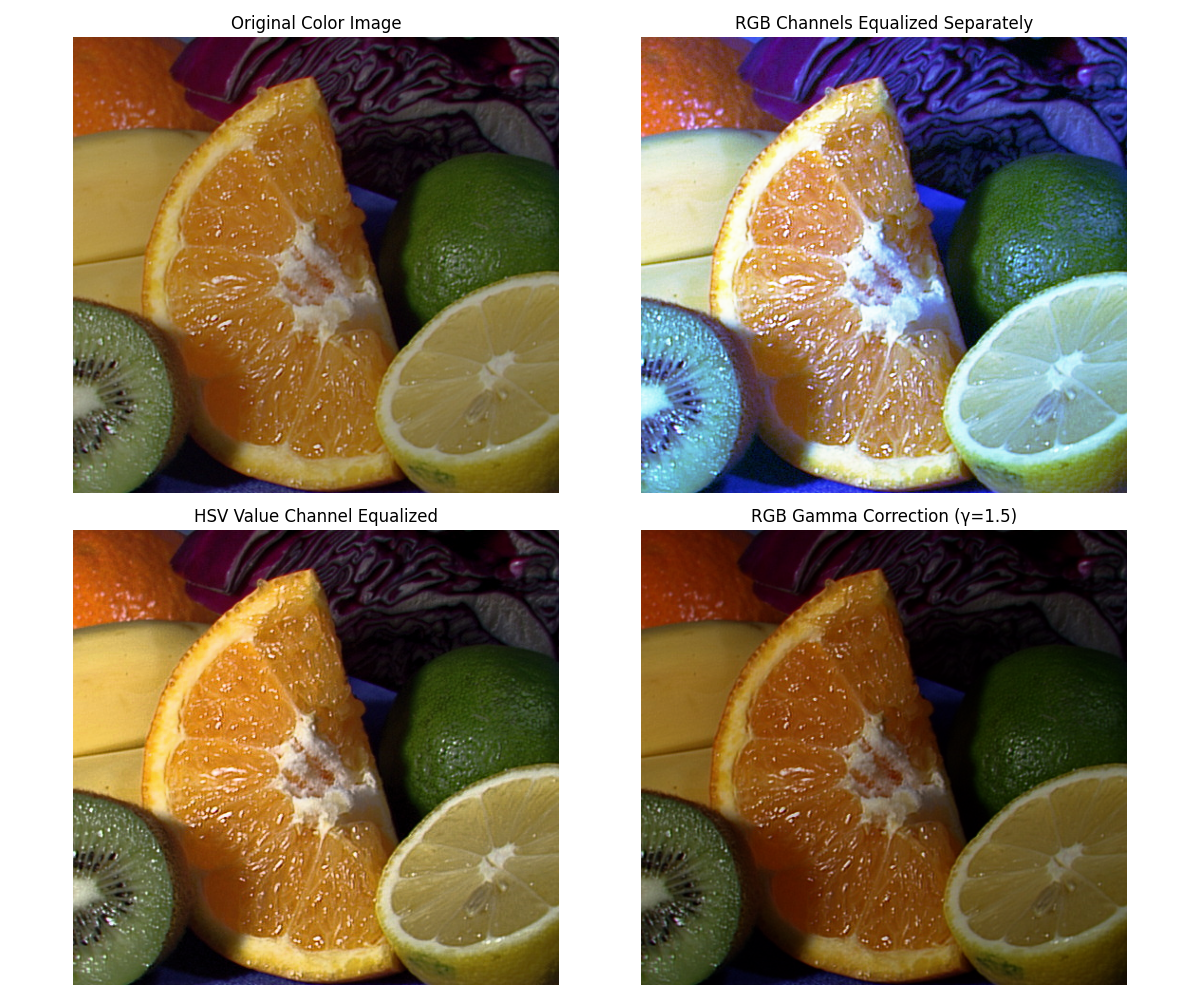 Original Color Image
RGB Channels Equalized Separately
HSV Value Channel Equalized
RGB Gamma Correction (γ=1.5)